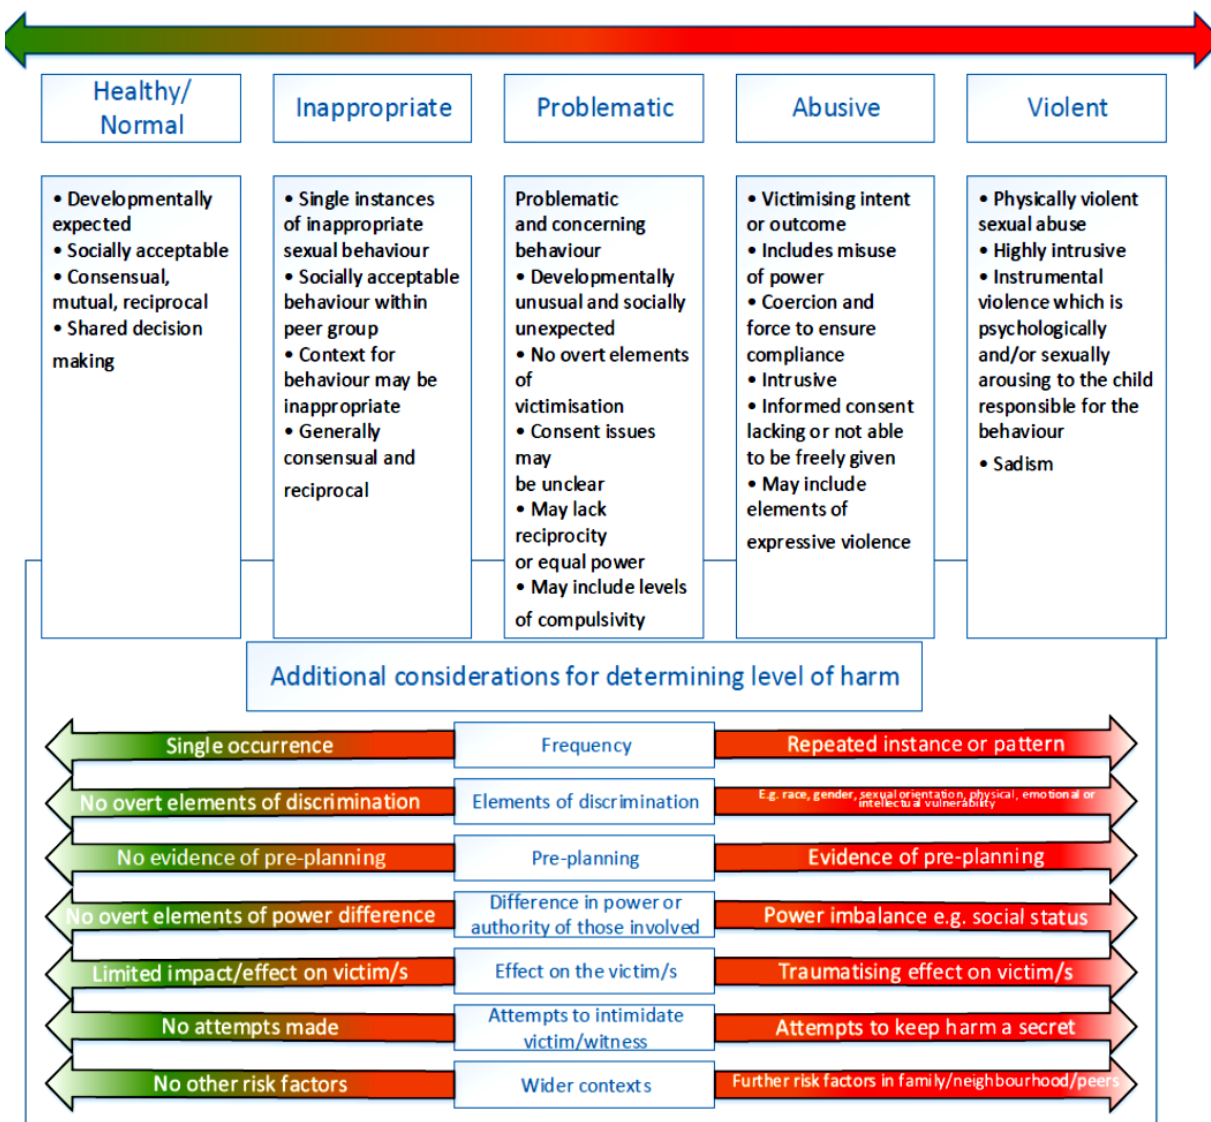 Healthy/
Normal
Inappropriate
Problematic
Abusive
Violent
• Developmentally
expected
• Socially acceptable
• Consensual,
mutual, reciprocal
• Shared decision
making
• Single instances
of inappropriate
sexual behaviour
• Socially acceptable
behaviour within
peer group
• Context for
behaviour may be
inappropriate
• Generally
consensual and
reciprocal
Problematic
and concerning
behaviour
• Developmentally
unusual and socially
unexpected
• No overt elements
of
victimisation
• Consent issues
may
be unclear
• May lack
reciprocity
or equal power
• May include levels
of compulsivity
• Victimising intent
or outcome
• Includes misuse
of power
• Coercion and
force to ensure
compliance
• Intrusive
• Informed consent
lacking or not able
to be freely given
• May include
elements of
expressive violence
• Physically violent
sexual abuse
• Highly intrusive
• Instrumental
violence which is
psychologically
and/or sexually
arousing to the child
responsible for the
behaviour
• Sadism
Additional considerations for determining level of harm
Single occurrence
Frequency
Repeated instance or pattern
No overt elements of discrimination
Elements of discrimination
E.g. race, gender, sexual orientation, physical, emotional or
intellectual vulnerability
No evidence of pre-planning
Pre-planning
Evidence of pre-planning
No overt elements of power difference
Difference in power or
authority of those involved
Power imbalance e.g. social status
Limited impact/effect on victim/s
Effect on the victim/s
Traumatising effect on victim/s
No attempts made
Attempts to intimidate
victim/witness
Attempts to keep harm a secret
No other risk factors
Wider contexts
Further risk factors in family/neighbourhood/peers